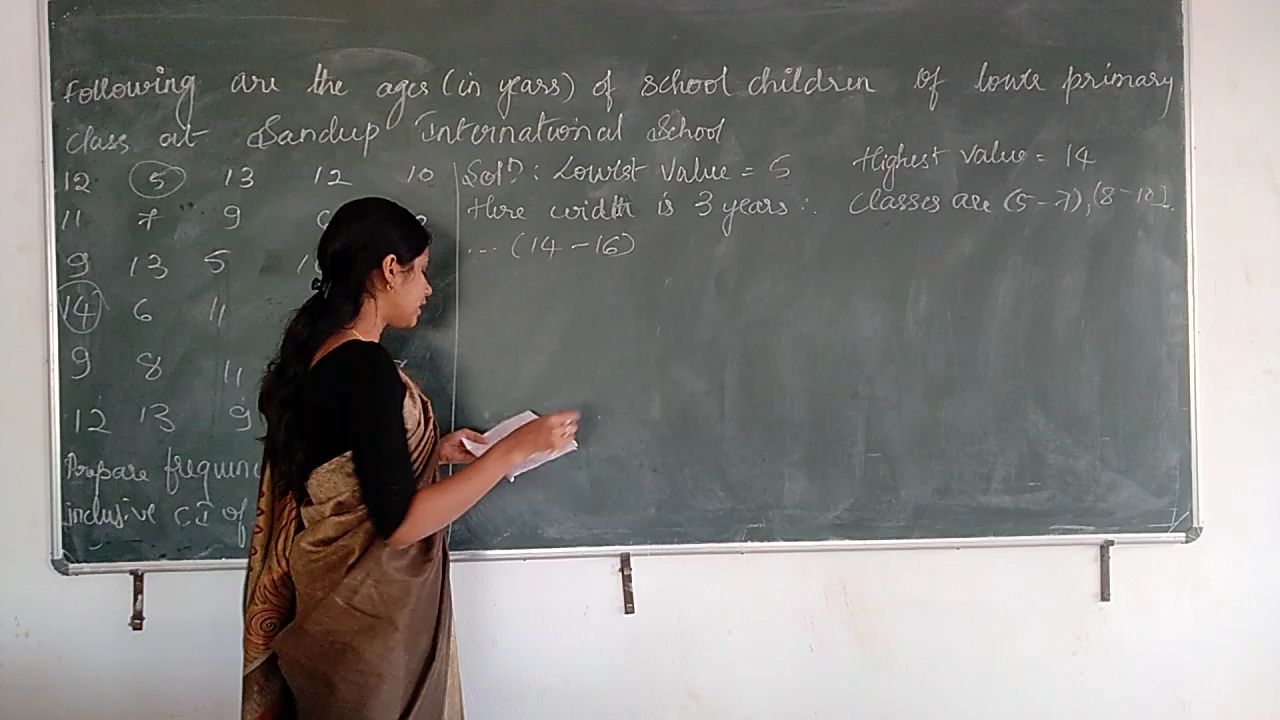 Following are the ages (in years) of school children of lowre primary
class at Sandup International School
12 5 13 12 10
11 7 9
9 13 5
14 6 11
9 8 11
12 13 9
Prepare frequen
inclusive CI of
Solⁿ: Lowest value = 5 Highest value = 14
Here width is 3 years ∴ Classes are (5-7), (8-10].
... (14-16)